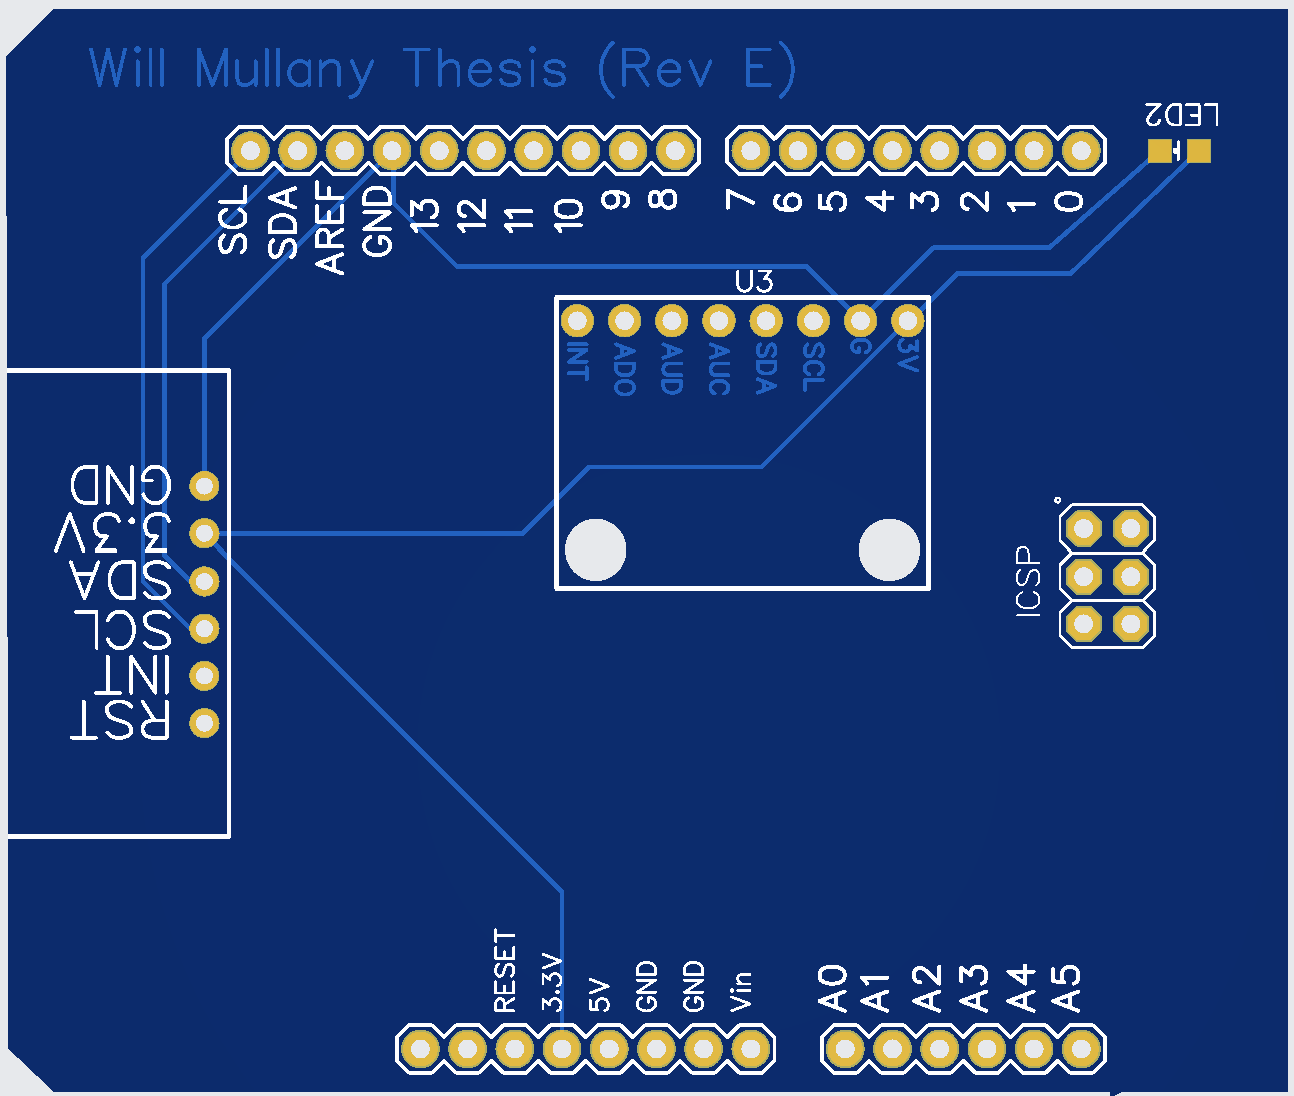 Will Mullany Thesis (Rev E)
LED2
SCL
SDA
AREF
GND
13
12
11
10
9
8
7
6
5
4
3
2
1
0
U3
INT
ADO
AUD
AUC
SDA
SCL
G
3V
GND
3.3V
SDA
SCL
INT
RST
ICSP
RESET
3.3V
5V
GND
GND
Vin
A0
A1
A2
A3
A4
A5